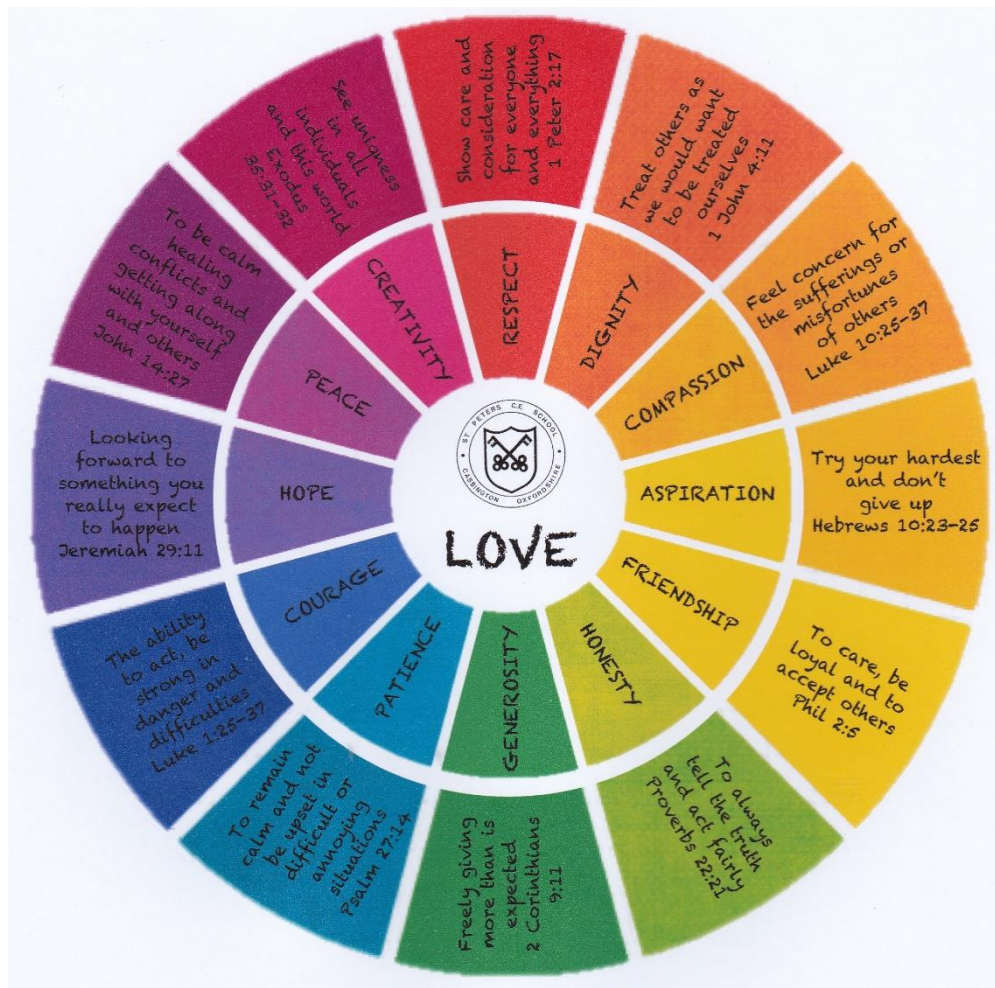 LOVE
ST. PETERS C.E. SCHOOL
CASSINGTON OXFORDSHIRE
RESPECT
Show care and
consideration
for everyone
and everything
1 Peter 2:17
DIGNITY
Treat others as
we would want
to be treated
ourselves
1 John 4:11
COMPASSION
Feel concern for
the sufferings or
misfortunes
of others
Luke 10:25-37
ASPIRATION
Try your hardest
and don't
give up
Hebrews 10:23-25
FRIENDSHIP
To care, be
loyal and to
accept others
Phil 2:5
HONESTY
To always
tell the truth
and act fairly
Proverbs 22:21
GENEROSITY
Freely giving
more than is
expected
2 Corinthians
9:11
PATIENCE
To remain
calm and not
be upset in
difficult or
annoying
situations
Psalm 27:14
COURAGE
The ability
to act, be
strong in
danger and
difficulties
Luke 1:25-37
HOPE
Looking
forward to
something you
really expect
to happen
Jeremiah 29:11
PEACE
To be calm
healing
conflicts and
getting along
with yourself
and others
John 14:27
CREATIVITY
See uniqness
in all
individuals
and this world
Exodus
35:31-32